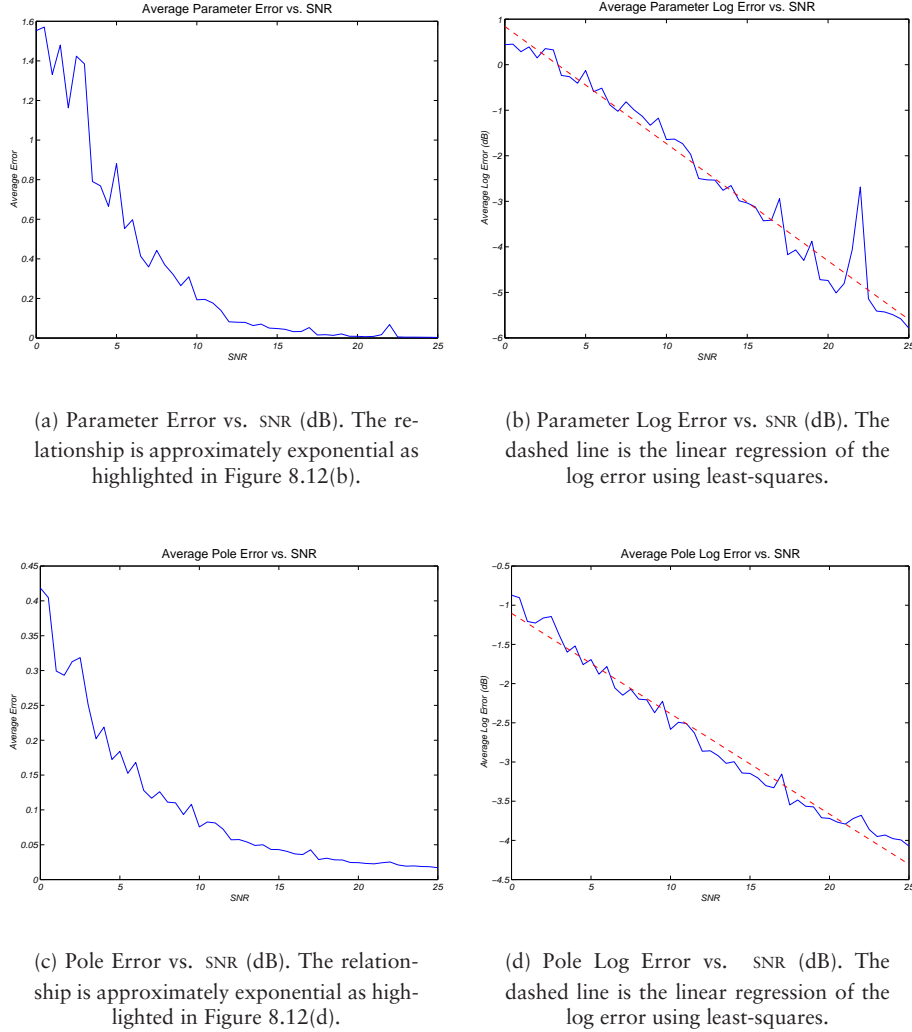 Average Parameter Error vs. SNR
1.6
1.4
1.2
1
0.8
0.6
0.4
0.2
0
Average Error
0 5 10 15 20 25
SNR
(a) Parameter Error vs. SNR (dB). The re-
lationship is approximately exponential as
highlighted in Figure 8.12(b).
Average Parameter Log Error vs. SNR
1
0
−1
−2
−3
−4
−5
−6
Average Log Error (dB)
0 5 10 15 20 25
SNR
(b) Parameter Log Error vs. SNR (dB). The
dashed line is the linear regression of the
log error using least-squares.
Average Pole Error vs. SNR
0.45
0.4
0.35
0.3
0.25
0.2
0.15
0.1
0.05
0
Average Error
0 5 10 15 20 25
SNR
(c) Pole Error vs. SNR (dB). The relation-
ship is approximately exponential as high-
lighted in Figure 8.12(d).
Average Pole Log Error vs. SNR
−0.5
−1
−1.5
−2
−2.5
−3
−3.5
−4
−4.5
Average Log Error (dB)
0 5 10 15 20 25
SNR
(d) Pole Log Error vs. SNR (dB). The
dashed line is the linear regression of the
log error using least-squares.